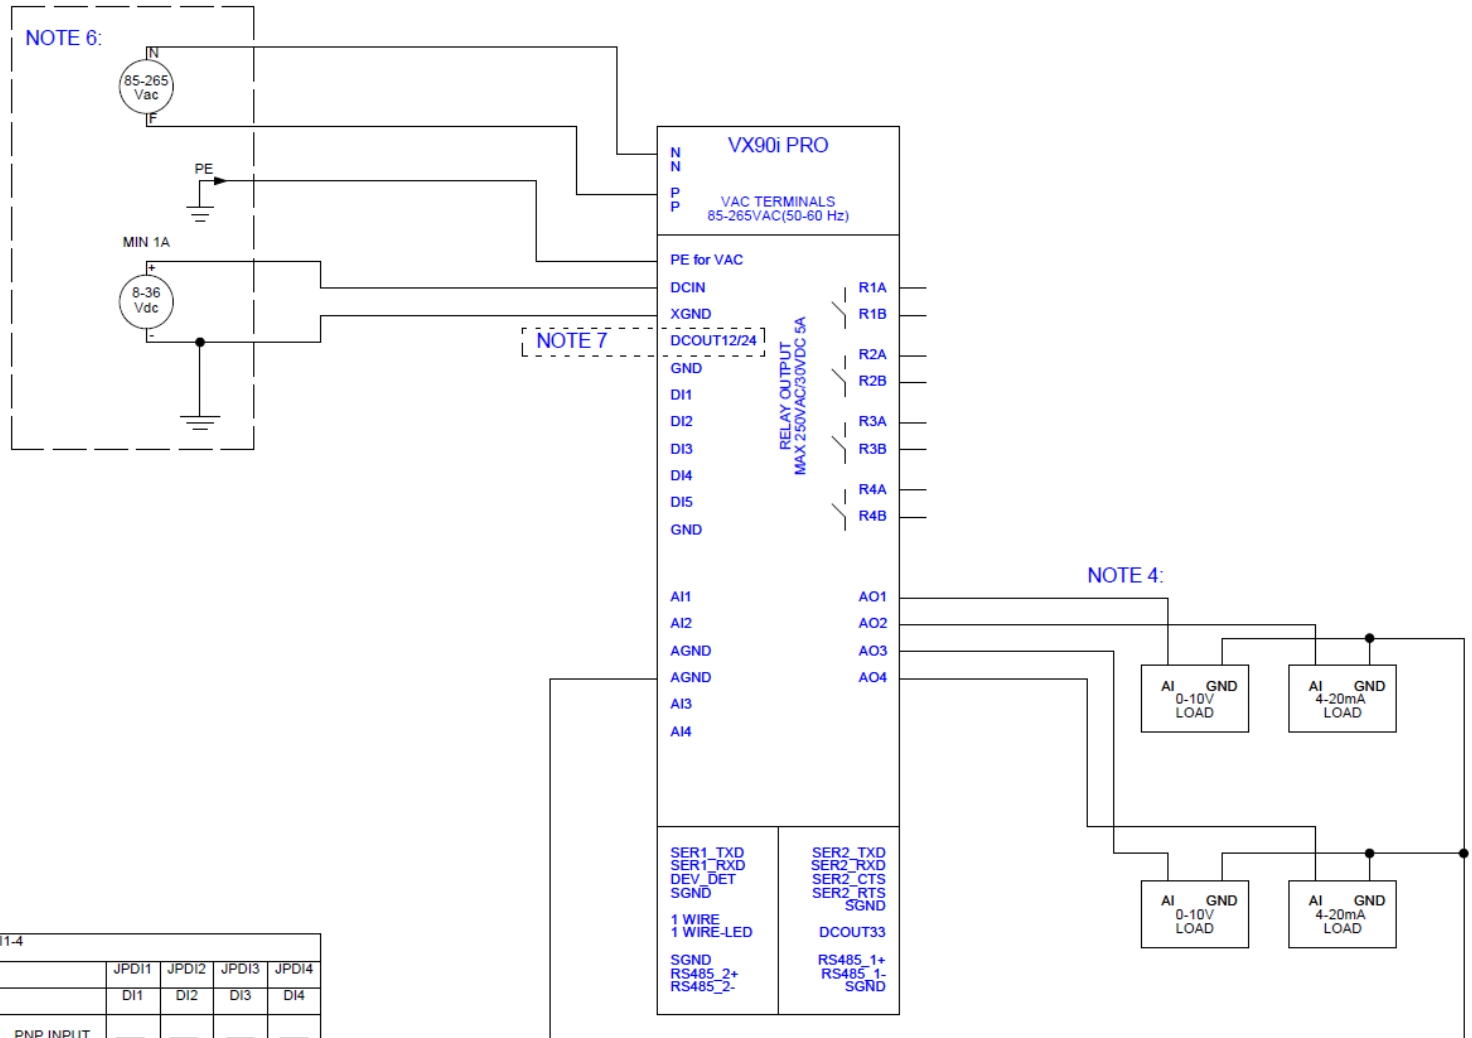 NOTE 6:
N
85-265
Vac
F
PE
MIN 1A
+
8-36
Vdc
-
VX90i PRO
N
N
P
P
VAC TERMINALS
85-265VAC(50-60 Hz)
PE for VAC
DCIN
XGND
NOTE 7
DCOUT12/24
GND
DI1
DI2
DI3
DI4
DI5
GND
RELAY OUTPUT
MAX 250VAC/30VDC 5A
R1A
R1B
R2A
R2B
R3A
R3B
R4A
R4B
AI1
AI2
AGND
AGND
AI3
AI4
AO1
AO2
AO3
AO4
NOTE 4:
AI GND
0-10V
LOAD
AI GND
4-20mA
LOAD
AI GND
0-10V
LOAD
AI GND
4-20mA
LOAD
SER1_TXD
SER1_RXD
DEV_DET
SGND
1 WIRE
1 WIRE-LED
SGND
RS485_2+
RS485_2-
SER2_TXD
SER2_RXD
SER2_CTS
SER2_RTS
SGND
DCOUT33
RS485_1+
RS485_1-
SGND
I1-4
JPDI1 JPDI2 JPDI3 JPDI4
DI1 DI2 DI3 DI4
PNP INPUT